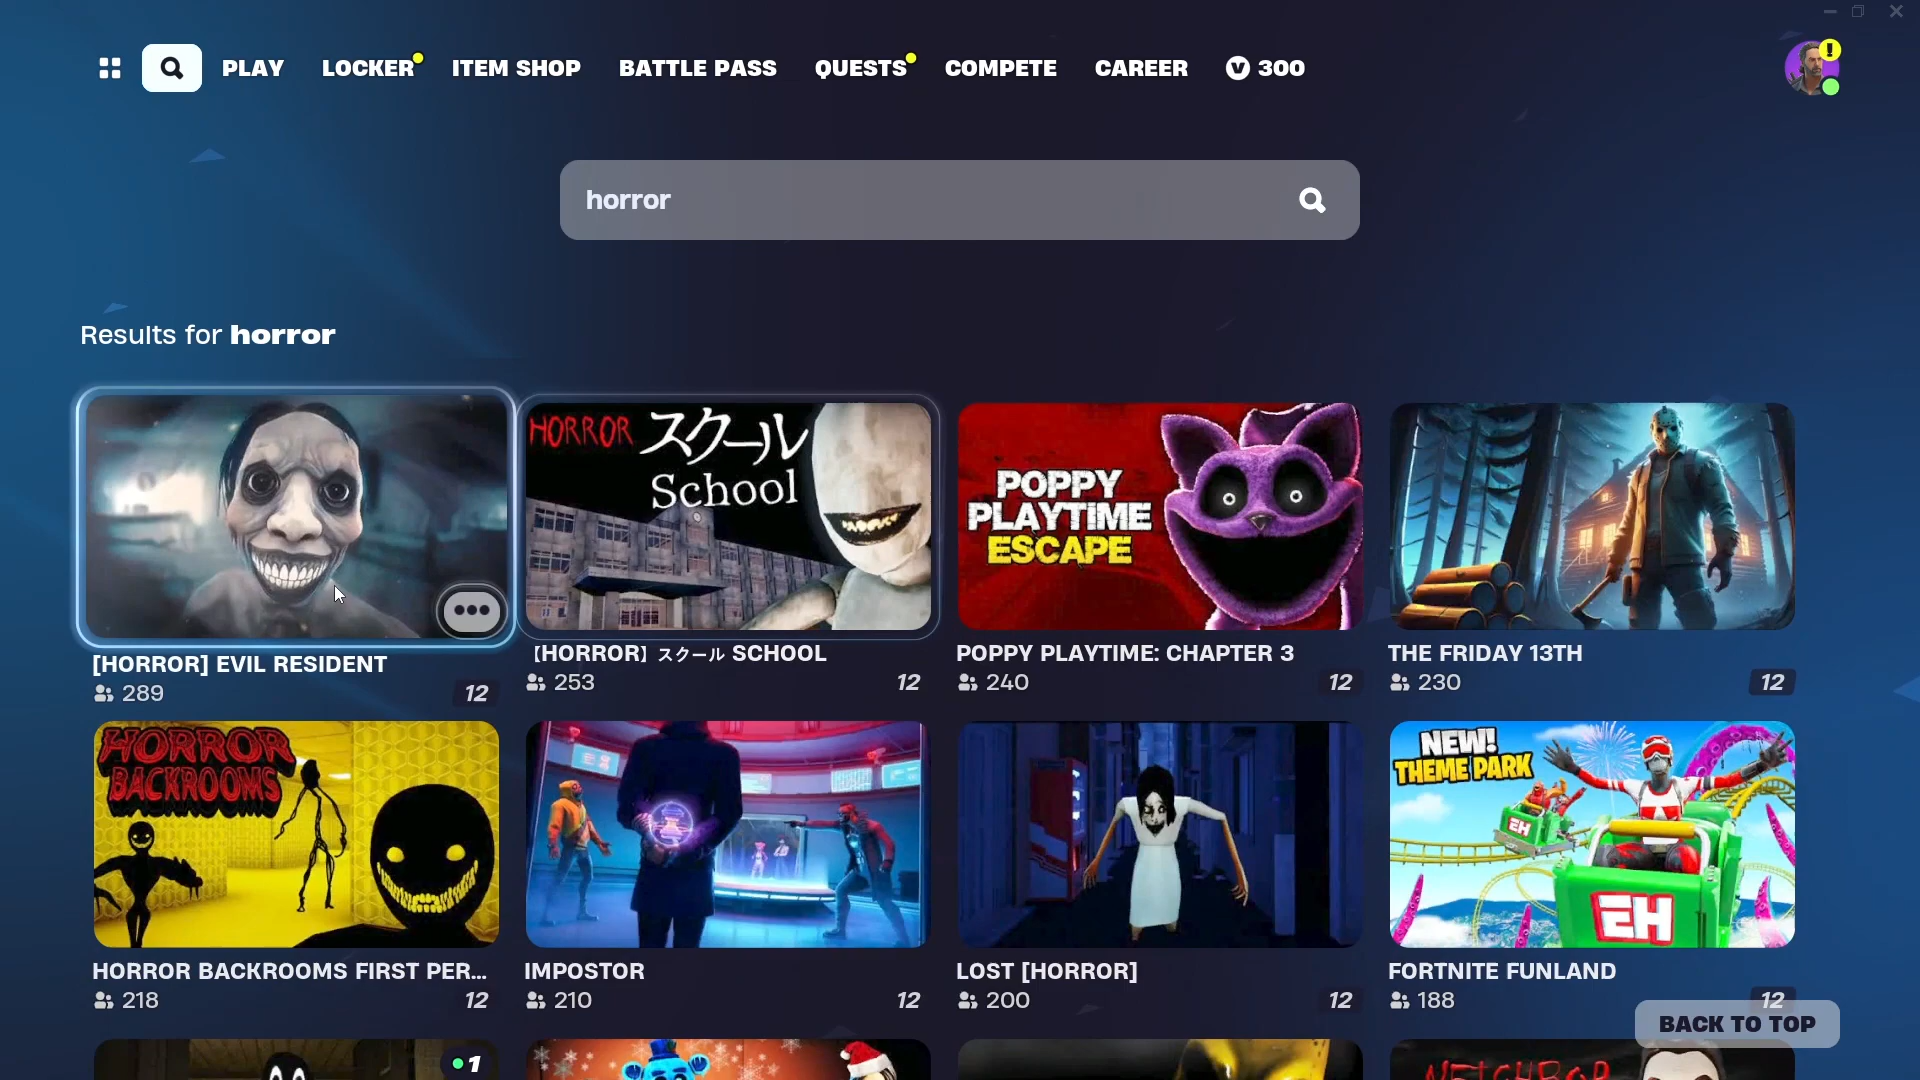 PLAY
LOCKER
ITEM SHOP
BATTLE PASS
QUESTS
COMPETE
CAREER
V 300
!
horror
Results for horror
HORROR スクール
School
POPPY
PLAYTIME
ESCAPE
[HORROR] EVIL RESIDENT
289
12
【HORROR】スクール SCHOOL
253
12
POPPY PLAYTIME: CHAPTER 3
240
12
THE FRIDAY 13TH
230
12
HORROR
BACKROOMS
NEW!
THEME PARK
EH
EH
HORROR BACKROOMS FIRST PER...
218
12
IMPOSTOR
210
12
LOST [HORROR]
200
12
FORTNITE FUNLAND
188
12
BACK TO TOP
1
NEIGHBOR